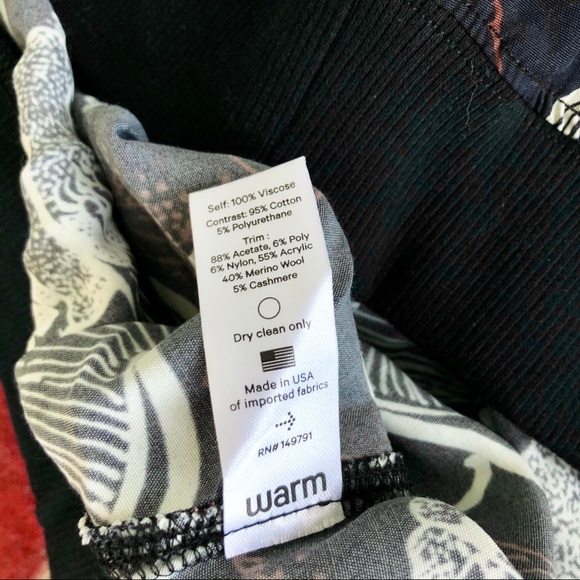 Self: 100% Viscose
Contrast: 95% Cotton
5% Polyurethane
Trim :
88% Acetate, 6% Poly
6% Nylon, 55% Acrylic
40% Merino Wool
5% Cashmere
Dry clean only
Made in USA
of imported fabrics
RN# 149791
warm